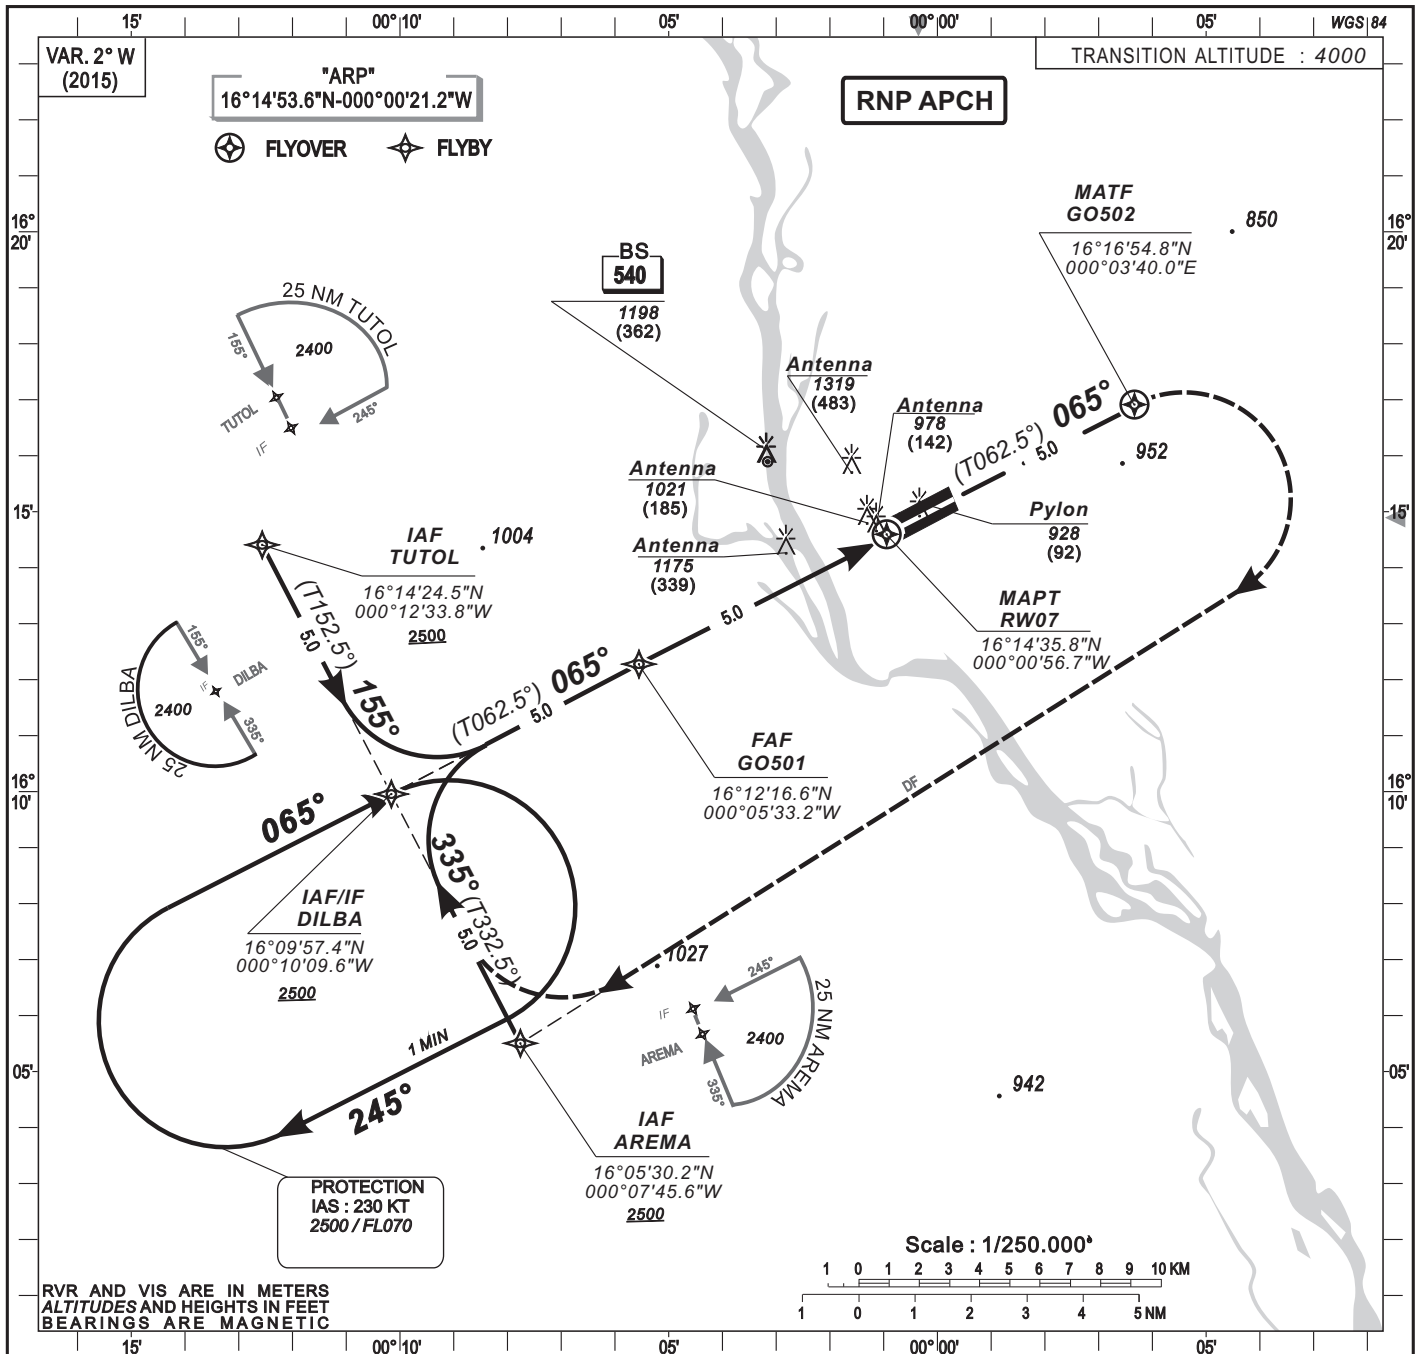 15'
00°10'
05'
00°00'
05'
WGS 84
VAR. 2° W
(2015)
"ARP"
16°14'53.6"N-000°00'21.2"W
FLYOVER
FLYBY
RNP APCH
TRANSITION ALTITUDE : 4000
MATF
GO502
16°16'54.8"N
000°03'40.0"E
850
16°
20'
16°
20'
BS
540
1198
(362)
25 NM TUTOL
155°
2400
245°
TUTOL
IF
Antenna
1319
(483)
Antenna
978
(142)
065°
(T062.5°)
5.0
952
Antenna
1021
(185)
Antenna
1175
(339)
Pylon
928
(92)
15'
15'
IAF
TUTOL
16°14'24.5"N
000°12'33.8"W
2500
1004
MAPT
RW07
16°14'35.8"N
000°00'56.7"W
(T152.5°)
5.0
155°
5.0
065°
(T062.5°)
5.0
155°
IF
DILBA
2400
335°
25 NM DILBA
FAF
GO501
16°12'16.6"N
000°05'33.2"W
16°
10'
16°
10'
DF
065°
335°
(T332.5°)
5.0
IAF/IF
DILBA
16°09'57.4"N
000°10'09.6"W
2500
1027
245°
IF
AREMA
2400
335°
25 NM AREMA
1 MIN
245°
05'
05'
942
IAF
AREMA
16°05'30.2"N
000°07'45.6"W
2500
PROTECTION
IAS : 230 KT
2500 / FL070
Scale : 1/250.000
1 0 1 2 3 4 5 6 7 8 9 10 KM
1 0 1 2 3 4 5 NM
RVR AND VIS ARE IN METERS
ALTITUDES AND HEIGHTS IN FEET
BEARINGS ARE MAGNETIC
15'
00°10'
05'
00°00'
05'